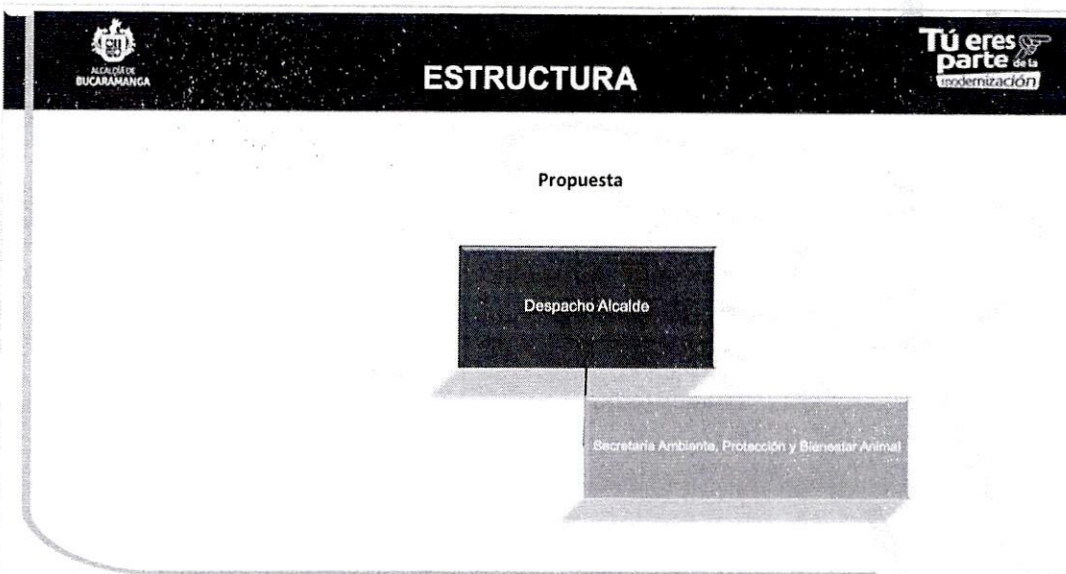 ALCALDÍA DE
BUCARAMANGA
ESTRUCTURA
Tú eres
parte de la
modernización
Propuesta
Despacho Alcalde
Secretaría Ambiente, Protección y Bienestar Animal